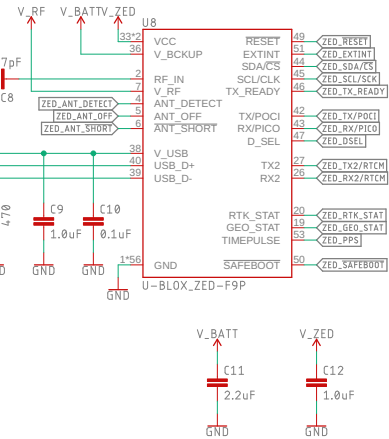 V_RF V_BATT V_ZED
U8
33*2 VCC RESET 49 ZED_RESET
36 V_BCKUP EXTINT 51 ZED_EXTINT
SDA/CS 44 ZED_SDA/CS
7pF 2 RF_IN SCL/CLK 45 ZED_SCL/SCK
C8 7 V_RF TX_READY 46 ZED_TX_READY
ZED_ANT_DETECT 4 ANT_DETECT
ZED_ANT_OFF 5 ANT_OFF TX/POCI 42 ZED_TX/POCI
ZED_ANT_SHORT 6 ANT_SHORT RX/PICO 43 ZED_RX/PICO
D_SEL 47 ZED_DSEL
38 V_USB
40 USB_D+ TX2 27 ZED_TX2/RTCM
39 USB_D- RX2 26 ZED_RX2/RTCM
470 C9 C10 RTK_STAT 20 ZED_RTK_STAT
GEO_STAT 19 ZED_GEO_STAT
1.0uF 0.1uF TIMEPULSE 53 ZED_PPS
1*56 GND SAFEBOOT 50 ZED_SAFEBOOT
D GND GND
U-BLOX_ZED-F9P
GND
V_BATT V_ZED
C11 C12
2.2uF 1.0uF
GND GND